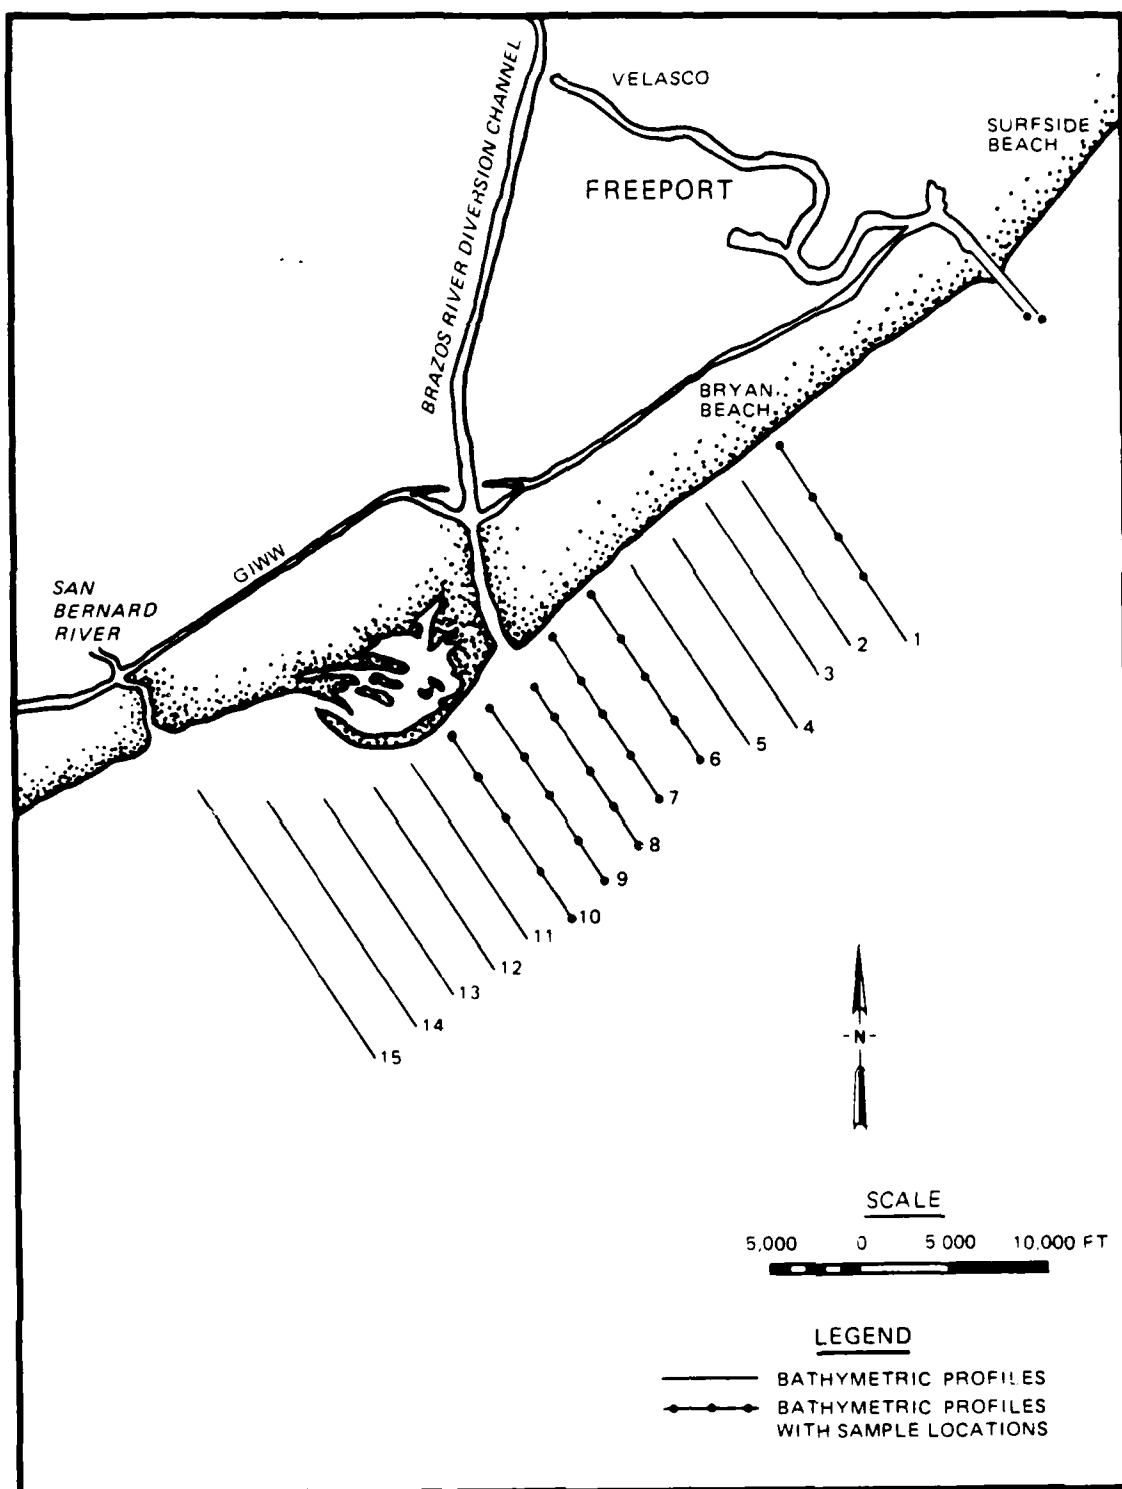 VELASCO
SURFSIDE
BEACH
FREEPORT
BRAZOS RIVER DIVERSION CHANNEL
BRYAN
BEACH
GIWW
SAN
BERNARD
RIVER
1
2
3
4
5
6
7
8
9
10
11
12
13
14
15
-N-
SCALE
5,000 0 5 000 10,000 FT
LEGEND
BATHYMETRIC PROFILES
BATHYMETRIC PROFILES
WITH SAMPLE LOCATIONS